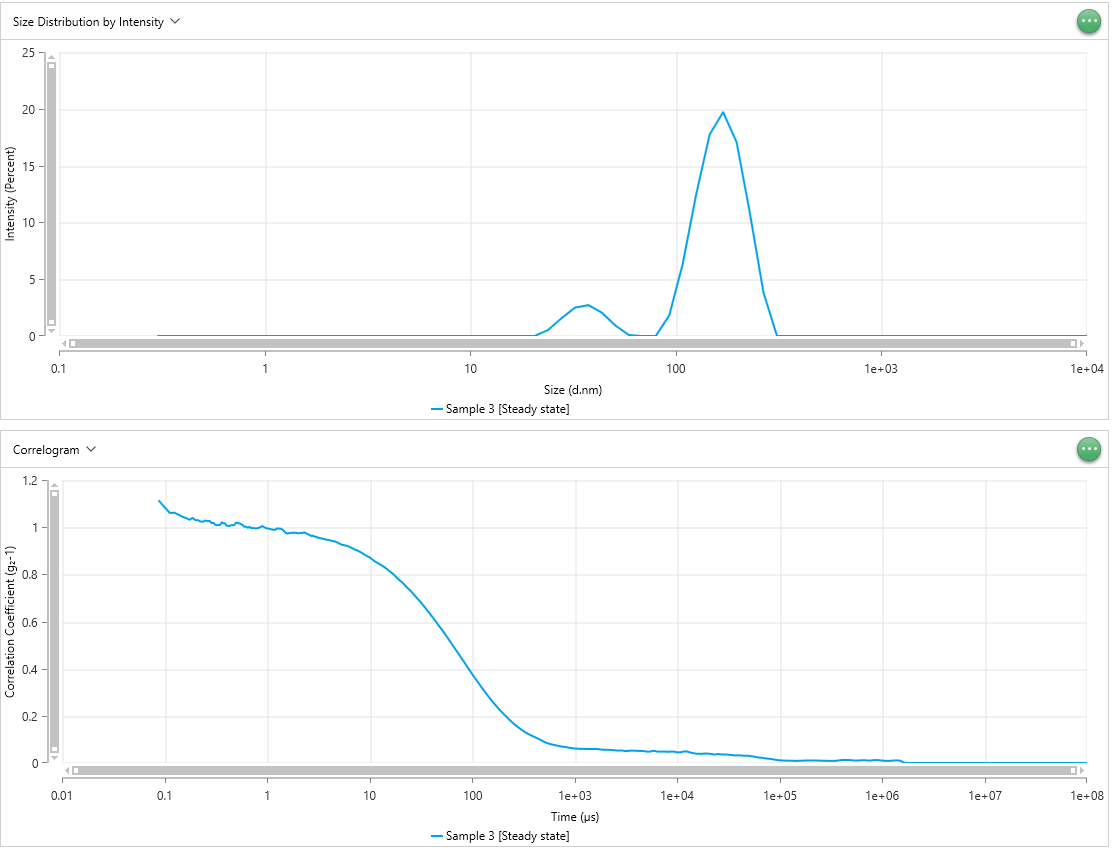 Size Distribution by Intensity
25
20
15
10
5
0
Intensity (Percent)
0.1 1 10 100 1e+03 1e+04
Size (d.nm)
Sample 3 [Steady state]
Correlogram
1.2
1
0.8
0.6
0.4
0.2
0
Correlation Coefficient (g₂-1)
0.01 0.1 1 10 100 1e+03 1e+04 1e+05 1e+06 1e+07 1e+08
Time (µs)
Sample 3 [Steady state]